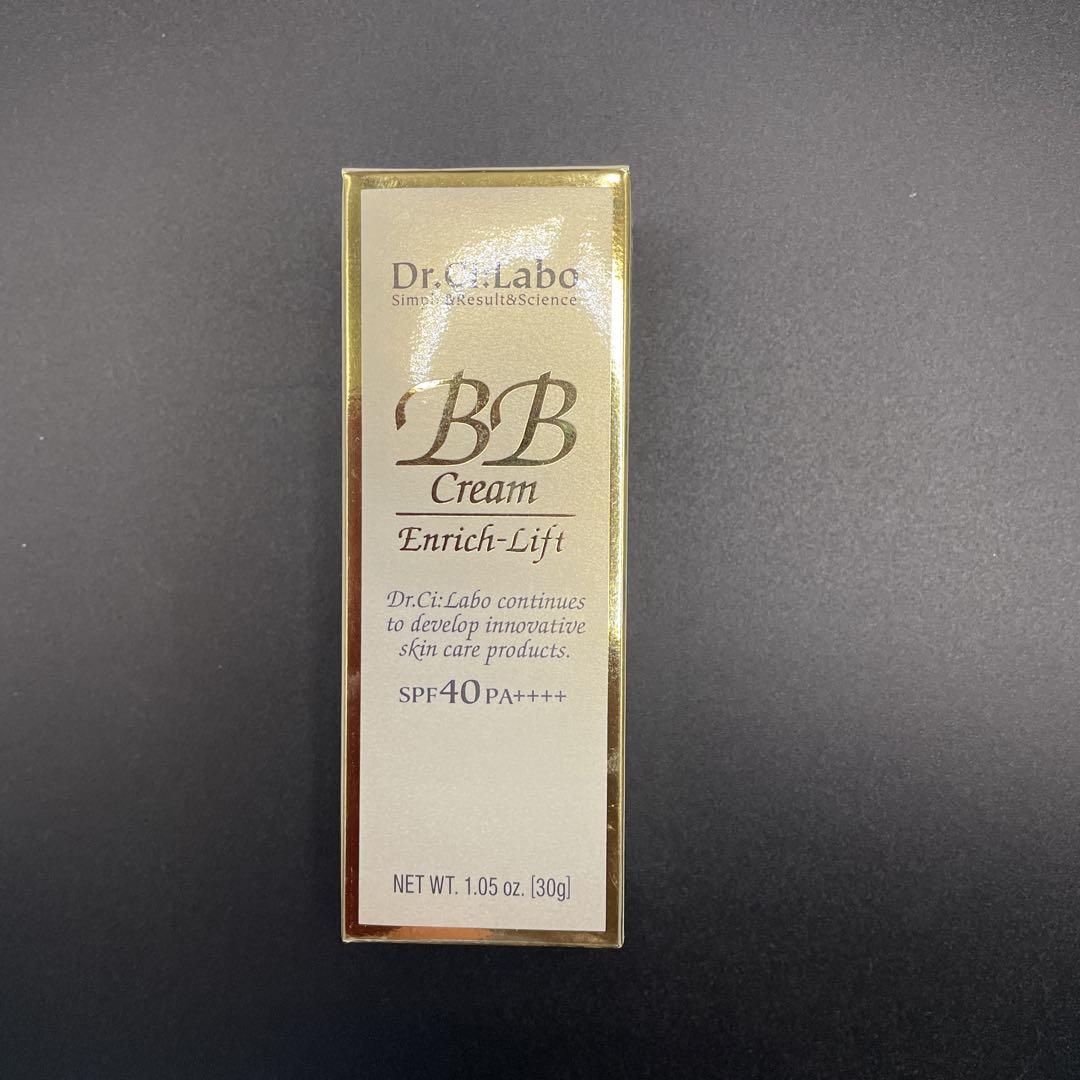 Dr.Ci:Labo
Simple&Result&Science
BB
Cream
Enrich-Lift
Dr.Ci:Labo continues
to develop innovative
skin care products.
SPF40 PA++++
NET WT. 1.05 oz. [30g]